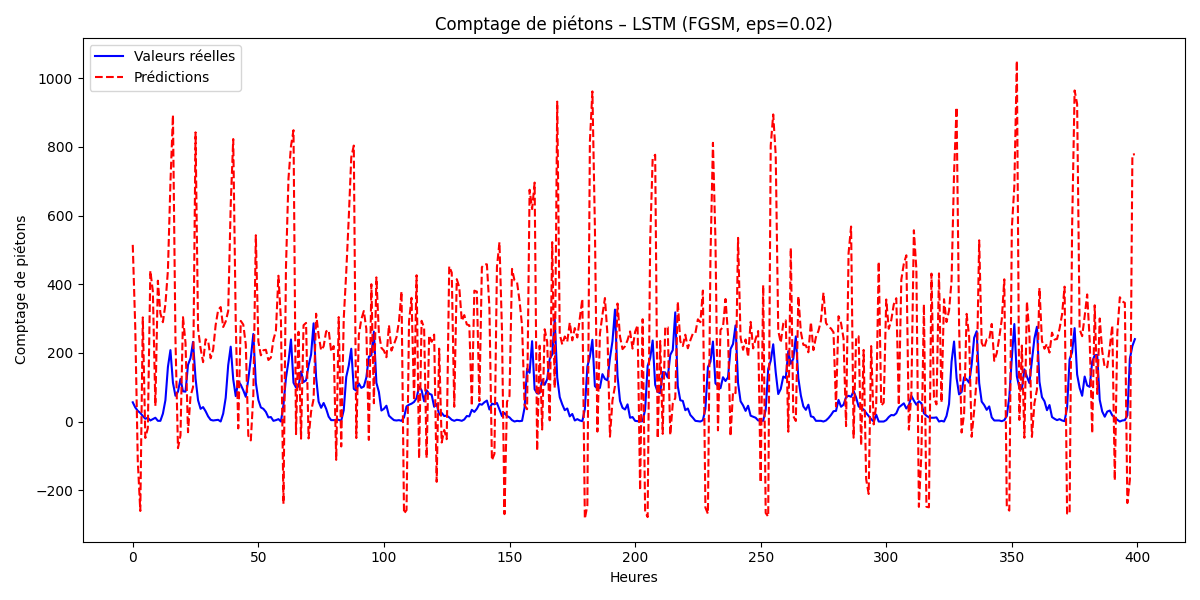 Comptage de piétons – LSTM (FGSM, eps=0.02)
Valeurs réelles
Prédictions
Comptage de piétons
1000
800
600
400
200
0
−200
0 50 100 150 200 250 300 350 400
Heures